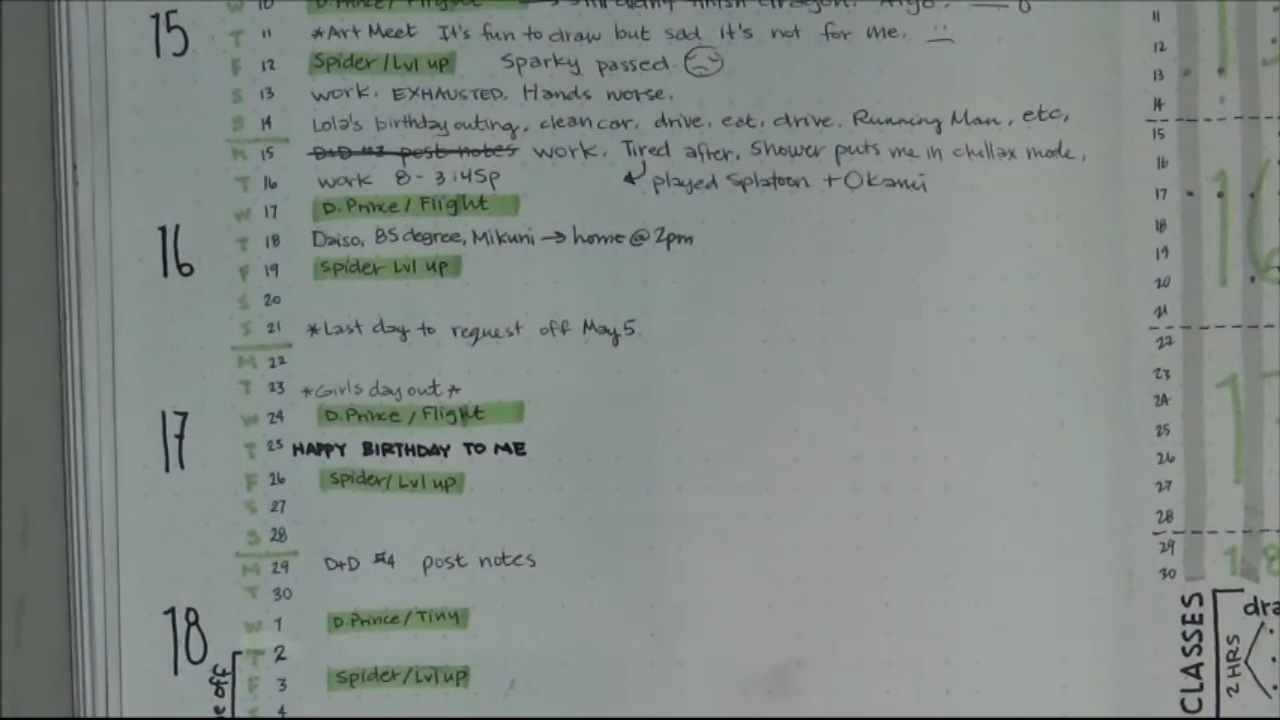 W 10 D.Prince/Flight
15
T 11 *Art Meet It's fun to draw but sad it's not for me.
F 12 Spider/Lvl up Sparky passed.
S 13 work. EXHAUSTED. Hands worse.
S 14 Lola's birthday outing, clean car, drive, eat, drive. Running Man, etc,
M 15 D+D #3 post notes work. Tired after. Shower puts me in chillax mode.
T 16 work 8-3:45p played Splatoon + Okami
W 17 D.Prince/Flight
16
T 18 Daiso, 85 degree, Mikuni → home @ 2pm
F 19 Spider Lvl up
S 20
S 21 *Last day to request off May 5.
M 22
T 23 *Girls day out*
17
W 24 D.Prince/Flight
T 25 HAPPY BIRTHDAY TO ME
F 26 Spider/Lvl up
S 27
S 28
M 29 D+D #4 post notes
T 30
18
W 1 D.Prince/Tiny
T 2
F 3 Spider/Lvl up
4
11
12
13
14
15
16
17
18
19
20
21
22
23
24
25
26
27
28
29
30
16
18
CLASSES
2 HRS